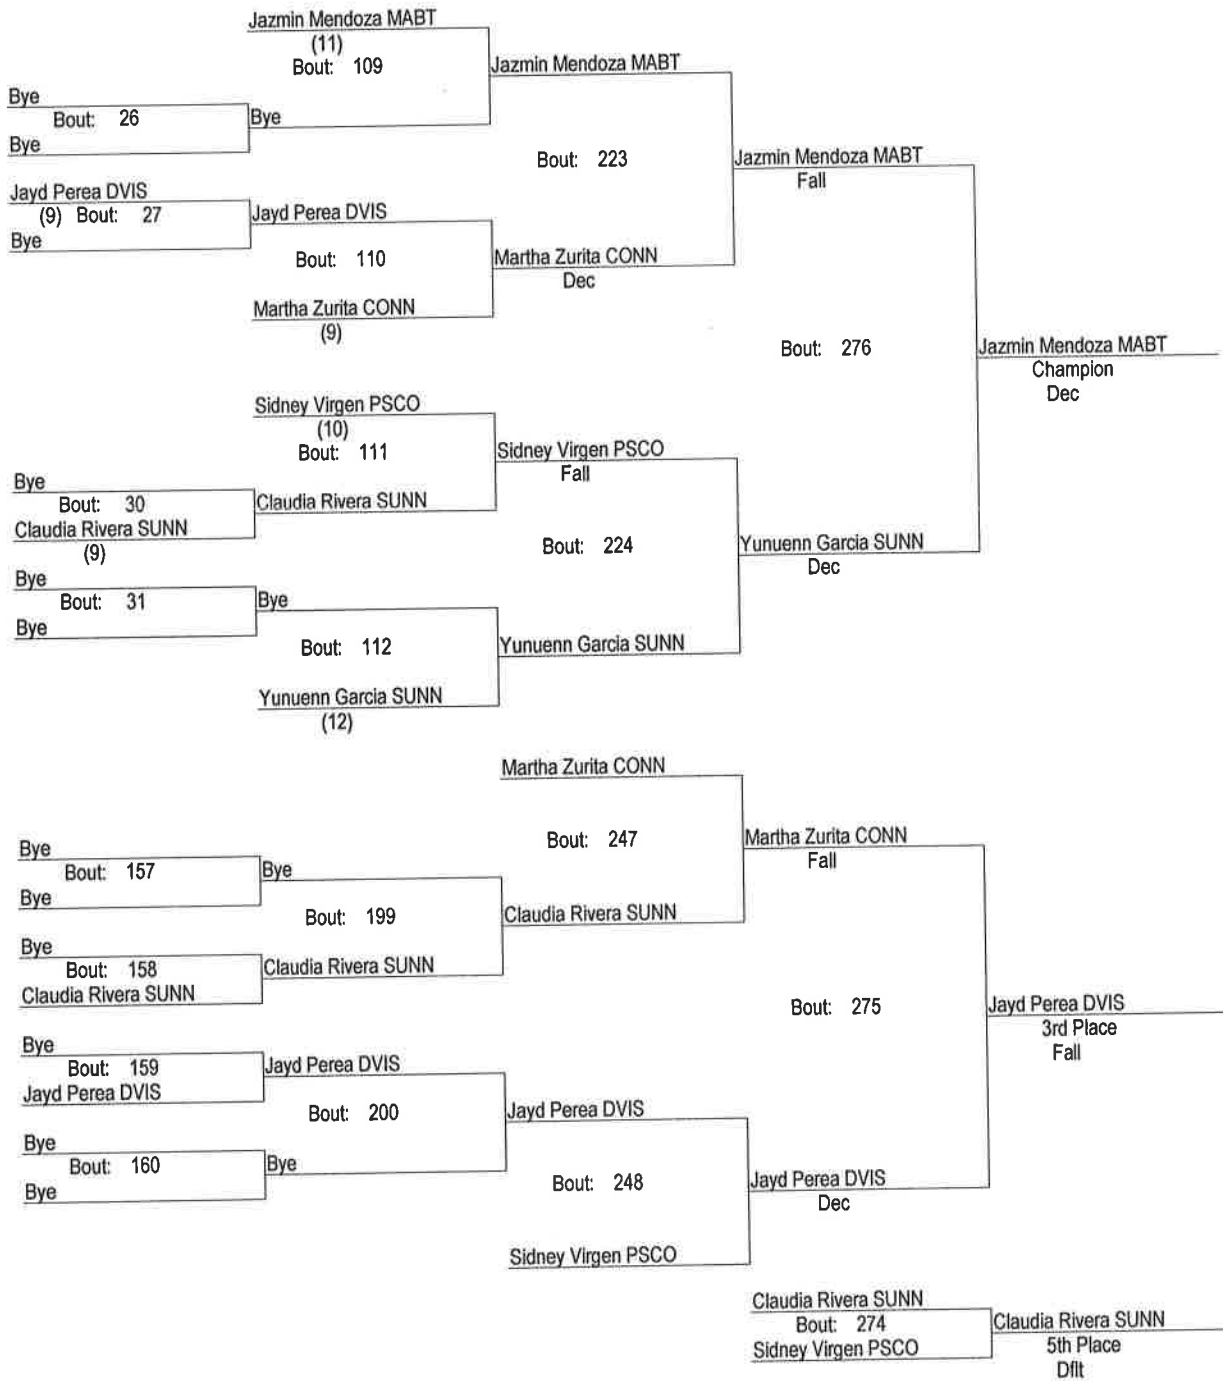 Jazmin Mendoza MABT
(11)
Bout: 109
Jazmin Mendoza MABT
Bye
Bout: 26
Bye
Bye
Bout: 223
Jazmin Mendoza MABT
Fall
Jayd Perea DVIS
(9) Bout: 27
Jayd Perea DVIS
Bye
Bout: 110
Martha Zurita CONN
Dec
Martha Zurita CONN
(9)
Bout: 276
Jazmin Mendoza MABT
Champion
Dec
Sidney Virgen PSCO
(10)
Bout: 111
Sidney Virgen PSCO
Fall
Bye
Bout: 30
Claudia Rivera SUNN
Claudia Rivera SUNN
(9)
Bout: 224
Yunuenn Garcia SUNN
Dec
Bye
Bout: 31
Bye
Bye
Bout: 112
Yunuenn Garcia SUNN
Yunuenn Garcia SUNN
(12)
Martha Zurita CONN
Bout: 247
Martha Zurita CONN
Fall
Bye
Bout: 157
Bye
Bye
Bout: 199
Claudia Rivera SUNN
Bye
Bout: 158
Claudia Rivera SUNN
Claudia Rivera SUNN
Bout: 275
Jayd Perea DVIS
3rd Place
Fall
Bye
Bout: 159
Jayd Perea DVIS
Jayd Perea DVIS
Bout: 200
Jayd Perea DVIS
Bye
Bout: 160
Bye
Bye
Bout: 248
Jayd Perea DVIS
Dec
Sidney Virgen PSCO
Claudia Rivera SUNN
Bout: 274
Sidney Virgen PSCO
Claudia Rivera SUNN
5th Place
Dflt